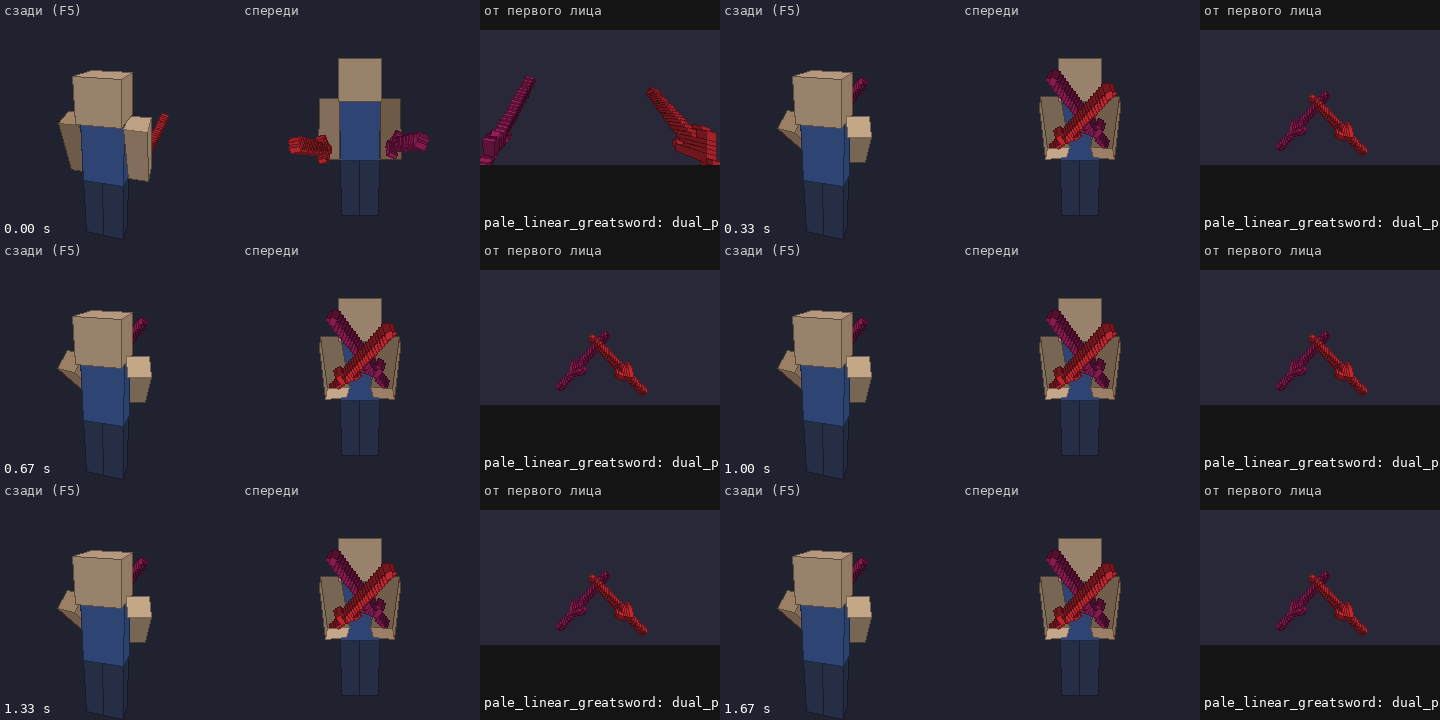 сзади (F5) спереди от первого лица сзади (F5) спереди от первого лица
0.00 s pale_linear_greatsword: dual_p 0.33 s pale_linear_greatsword: dual_p
сзади (F5) спереди от первого лица сзади (F5) спереди от первого лица
0.67 s pale_linear_greatsword: dual_p 1.00 s pale_linear_greatsword: dual_p
сзади (F5) спереди от первого лица сзади (F5) спереди от первого лица
1.33 s pale_linear_greatsword: dual_p 1.67 s pale_linear_greatsword: dual_p